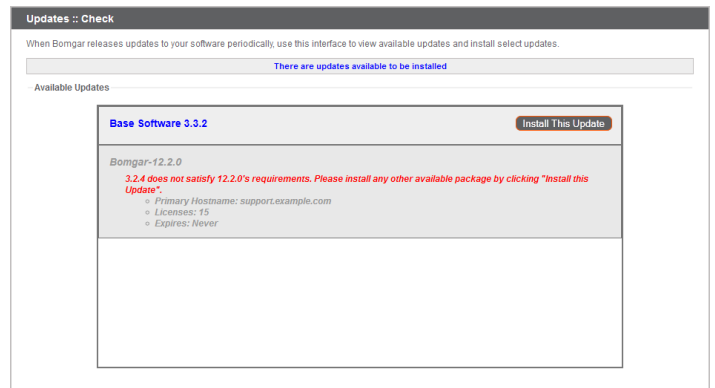 Updates :: Check
When Bomgar releases updates to your software periodically, use this interface to view available updates and install select updates.
There are updates available to be installed
Available Updates
Base Software 3.3.2
Install This Update
Bomgar-12.2.0
3.2.4 does not satisfy 12.2.0's requirements. Please install any other available package by clicking "Install this
Update".
Primary Hostname: support.example.com
Licenses: 15
Expires: Never